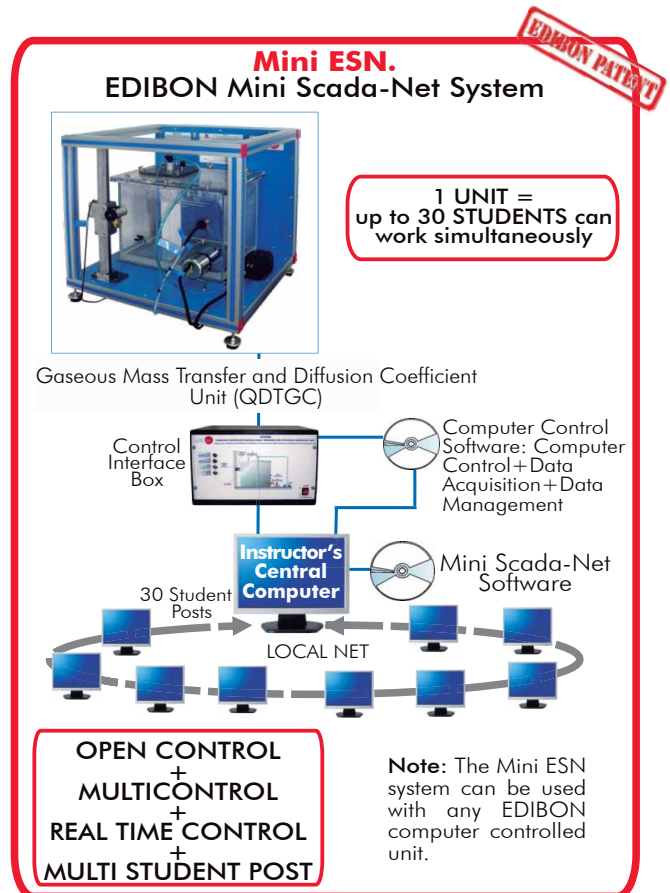 EDIBON PATENT
Mini ESN.
EDIBON Mini Scada-Net System
1 UNIT =
up to 30 STUDENTS can
work simultaneously
Gaseous Mass Transfer and Diffusion Coefficient
Unit (QDTGC)
Control
Interface
Box
Computer Control
Software: Computer
Control+Data
Acquisition+Data
Management
Instructor's
Central
Computer
Mini Scada-Net
Software
30 Student
Posts
LOCAL NET
OPEN CONTROL
+
MULTICONTROL
+
REAL TIME CONTROL
+
MULTI STUDENT POST
Note: The Mini ESN
system can be used
with any EDIBON
computer controlled
unit.